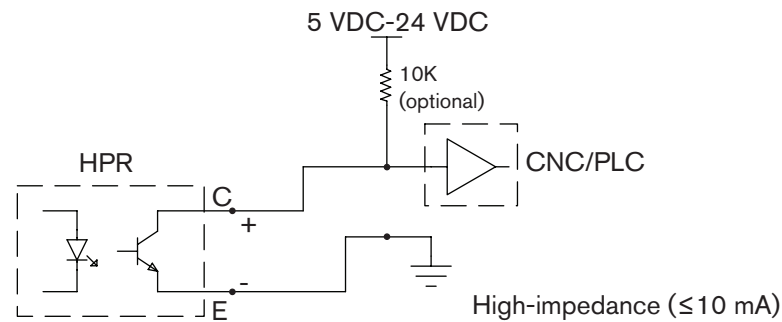 5 VDC-24 VDC
10K
(optional)
HPR
CNC/PLC
C
+
-
E
High-impedance (≤10 mA)